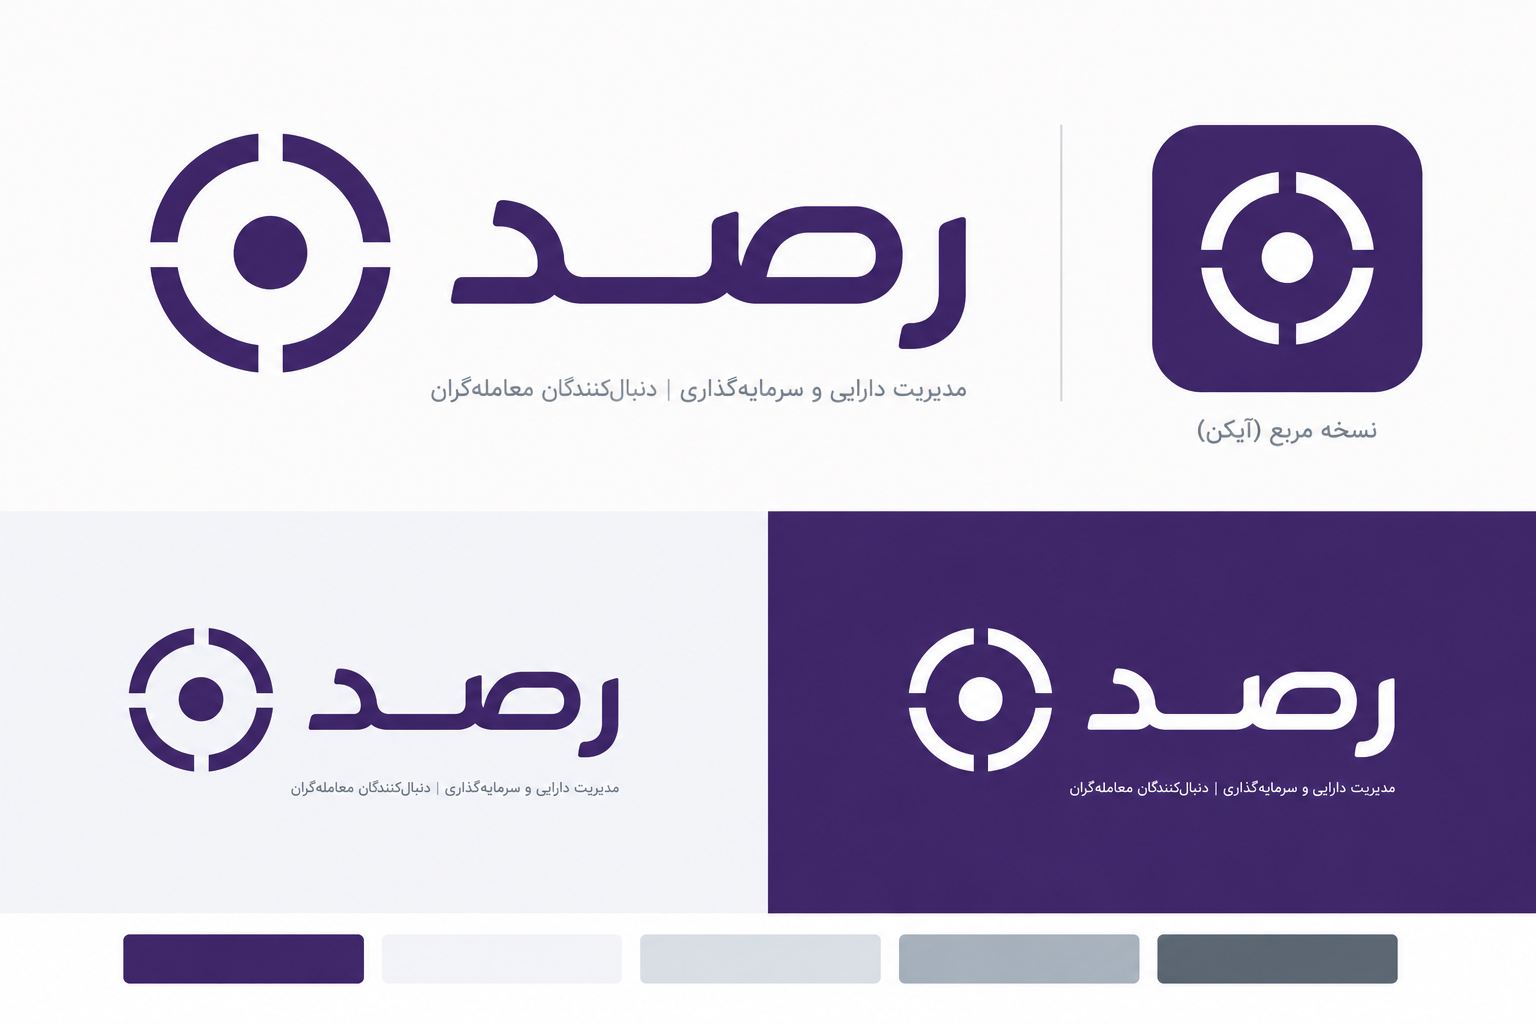 رصد
مدیریت دارایی و سرمایه‌گذاری | دنبال‌کنندگان معامله‌گران
نسخه مربع (آیکن)
رصد
مدیریت دارایی و سرمایه‌گذاری | دنبال‌کنندگان معامله‌گران
رصد
مدیریت دارایی و سرمایه‌گذاری | دنبال‌کنندگان معامله‌گران